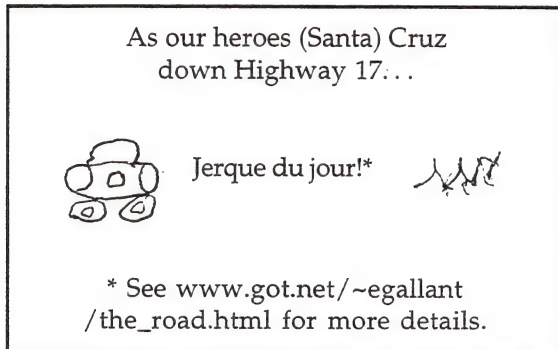 As our heroes (Santa) Cruz
down Highway 17...
Jerque du jour!*
* See www.got.net/~egallant
/the_road.html for more details.